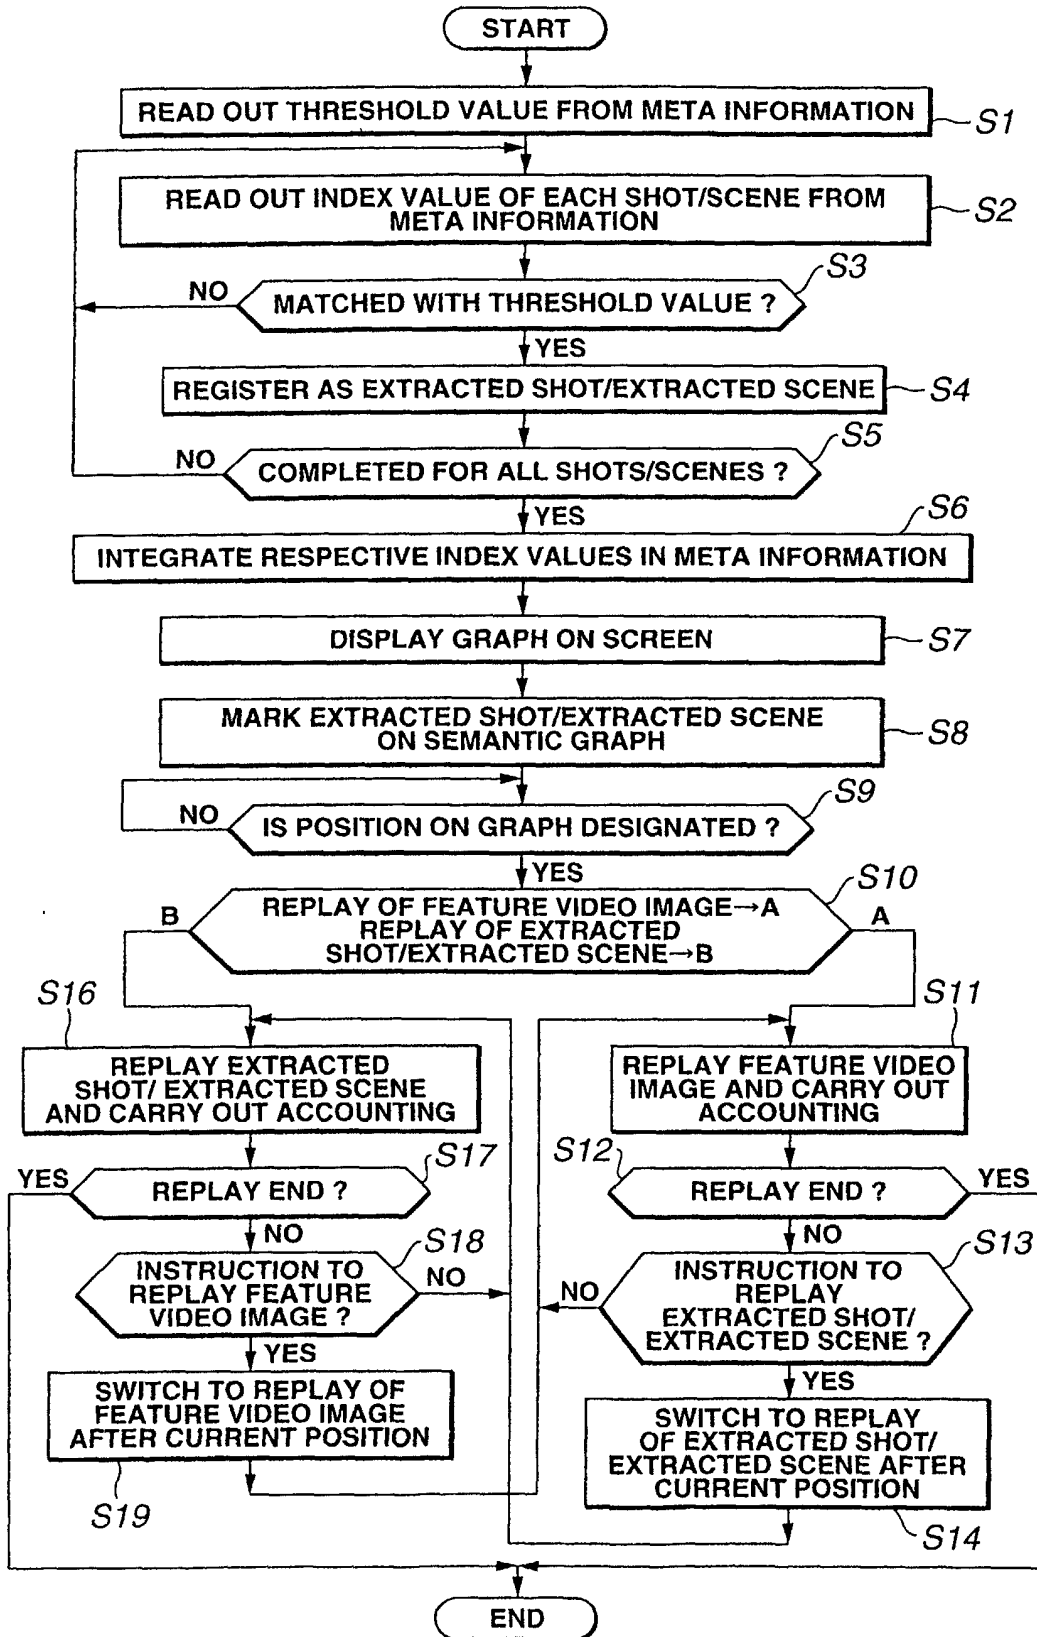 START
READ OUT THRESHOLD VALUE FROM META INFORMATION
S1
READ OUT INDEX VALUE OF EACH SHOT/SCENE FROM
META INFORMATION
S2
S3
NO
MATCHED WITH THRESHOLD VALUE ?
YES
REGISTER AS EXTRACTED SHOT/EXTRACTED SCENE
S4
S5
NO
COMPLETED FOR ALL SHOTS/SCENES ?
YES
S6
INTEGRATE RESPECTIVE INDEX VALUES IN META INFORMATION
DISPLAY GRAPH ON SCREEN
S7
MARK EXTRACTED SHOT/EXTRACTED SCENE
ON SEMANTIC GRAPH
S8
S9
NO
IS POSITION ON GRAPH DESIGNATED ?
YES
S10
B
REPLAY OF FEATURE VIDEO IMAGE→A
REPLAY OF EXTRACTED
SHOT/EXTRACTED SCENE→B
A
S16
REPLAY EXTRACTED
SHOT/ EXTRACTED SCENE
AND CARRY OUT ACCOUNTING
S17
YES
REPLAY END ?
NO
S18
INSTRUCTION TO
REPLAY FEATURE
VIDEO IMAGE ?
NO
YES
SWITCH TO REPLAY OF
FEATURE VIDEO IMAGE
AFTER CURRENT POSITION
S19
S11
REPLAY FEATURE VIDEO
IMAGE AND CARRY OUT
ACCOUNTING
S12
REPLAY END ?
YES
NO
S13
NO
INSTRUCTION TO
REPLAY
EXTRACTED SHOT/
EXTRACTED SCENE ?
YES
SWITCH TO REPLAY
OF EXTRACTED SHOT/
EXTRACTED SCENE AFTER
CURRENT POSITION
S14
END